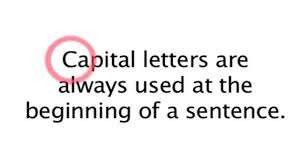 Capital letters are
always used at the
beginning of a sentence.